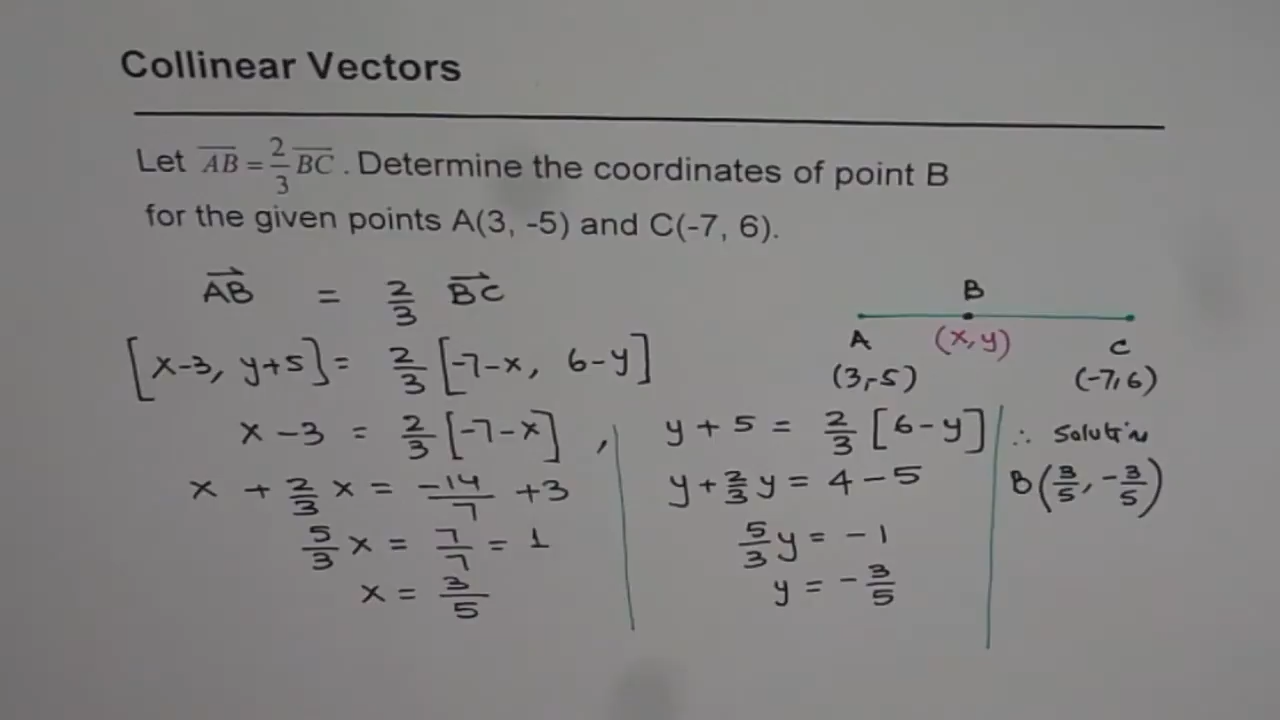 Collinear Vectors
Let AB = 2/3 BC . Determine the coordinates of point B
for the given points A(3, -5) and C(-7, 6).
AB = 2/3 BC
[x-3, y+5] = 2/3 [-7-x, 6-y]
x - 3 = 2/3 [-7-x] ,
x + 2/3 x = -14/7 + 3
5/3 x = 7/7 = 1
x = 3/5
B
A (x, y) C
(3,-5) (-7, 6)
y + 5 = 2/3 [6-y]
y + 2/3 y = 4 - 5
5/3 y = -1
y = -3/5
∴ Solution
B(3/5, -3/5)